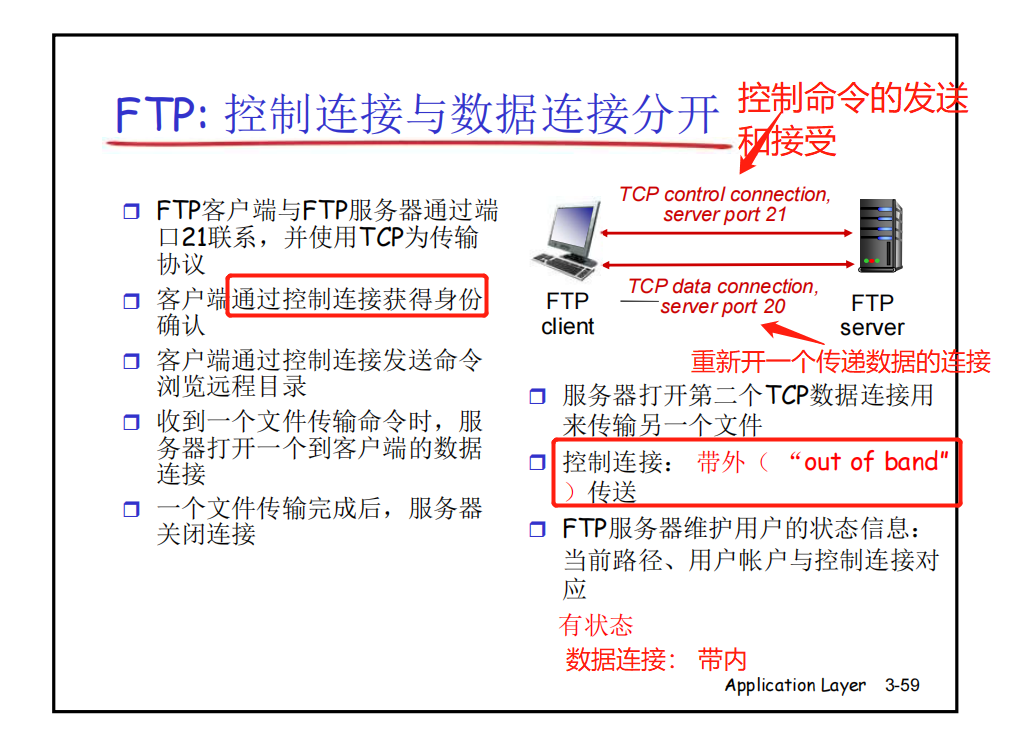 FTP: 控制连接与数据连接分开
控制命令的发送
和接受
FTP客户端与FTP服务器通过端
口21联系，并使用TCP为传输
协议
客户端通过控制连接获得身份
确认
客户端通过控制连接发送命令
浏览远程目录
收到一个文件传输命令时，服
务器打开一个到客户端的数据
连接
一个文件传输完成后，服务器
关闭连接
TCP control connection,
server port 21
TCP data connection,
server port 20
FTP
client
FTP
server
重新开一个传递数据的连接
服务器打开第二个TCP数据连接用
来传输另一个文件
控制连接： 带外（ “out of band”
）传送
FTP服务器维护用户的状态信息：
当前路径、用户帐户与控制连接对
应
有状态
数据连接： 带内
Application Layer 3-59